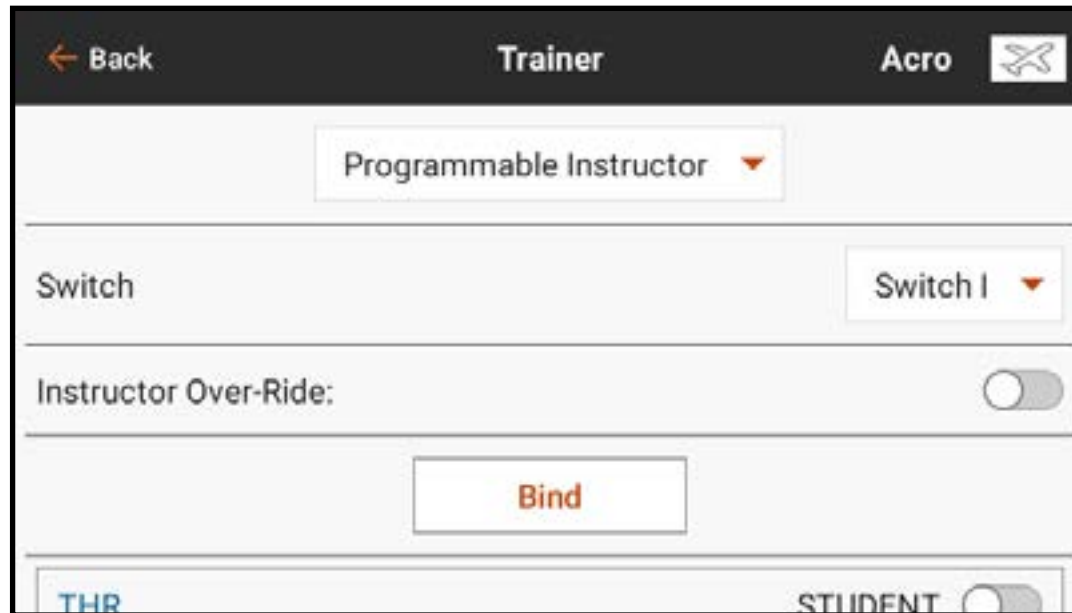 Back Trainer Acro
Programmable Instructor
Switch Switch I
Instructor Over-Ride:
Bind
THR STUDENT